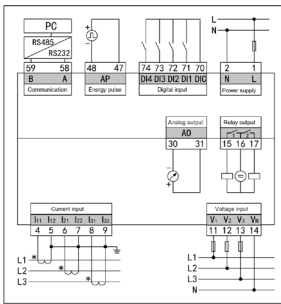 PC
RS485
RS232
L
N
59 58
B A
Communication
48 47
AP
Energy pulse
74 73 72 71 70
DI4 DI3 DI2 DI1 DIC
Digital input
2 1
N L
Power supply
Analog output
AO
30 31
Relay output
15 16 17
Current input
I11 I12 I21 I22 I31 I32
4 5 6 7 8 9
Voltage input
V1 V2 V3 VN
11 12 13 14
L1
L2
L3
L1
L2
L3
N